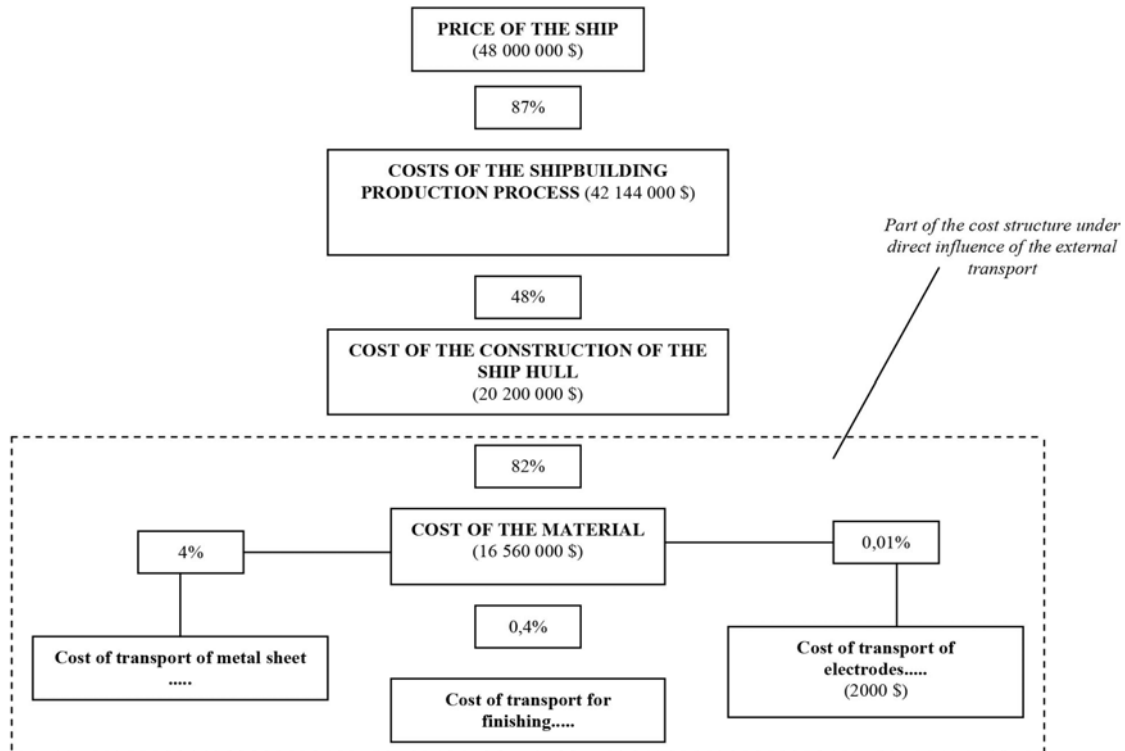 PRICE OF THE SHIP
(48 000 000 $)
87%
COSTS OF THE SHIPBUILDING
PRODUCTION PROCESS (42 144 000 $)
Part of the cost structure under
direct influence of the external
transport
48%
COST OF THE CONSTRUCTION OF THE
SHIP HULL
(20 200 000 $)
82%
COST OF THE MATERIAL
(16 560 000 $)
4%
0,01%
0,4%
Cost of transport of metal sheet
.....
Cost of transport of
electrodes.....
(2000 $)
Cost of transport for
finishing.....